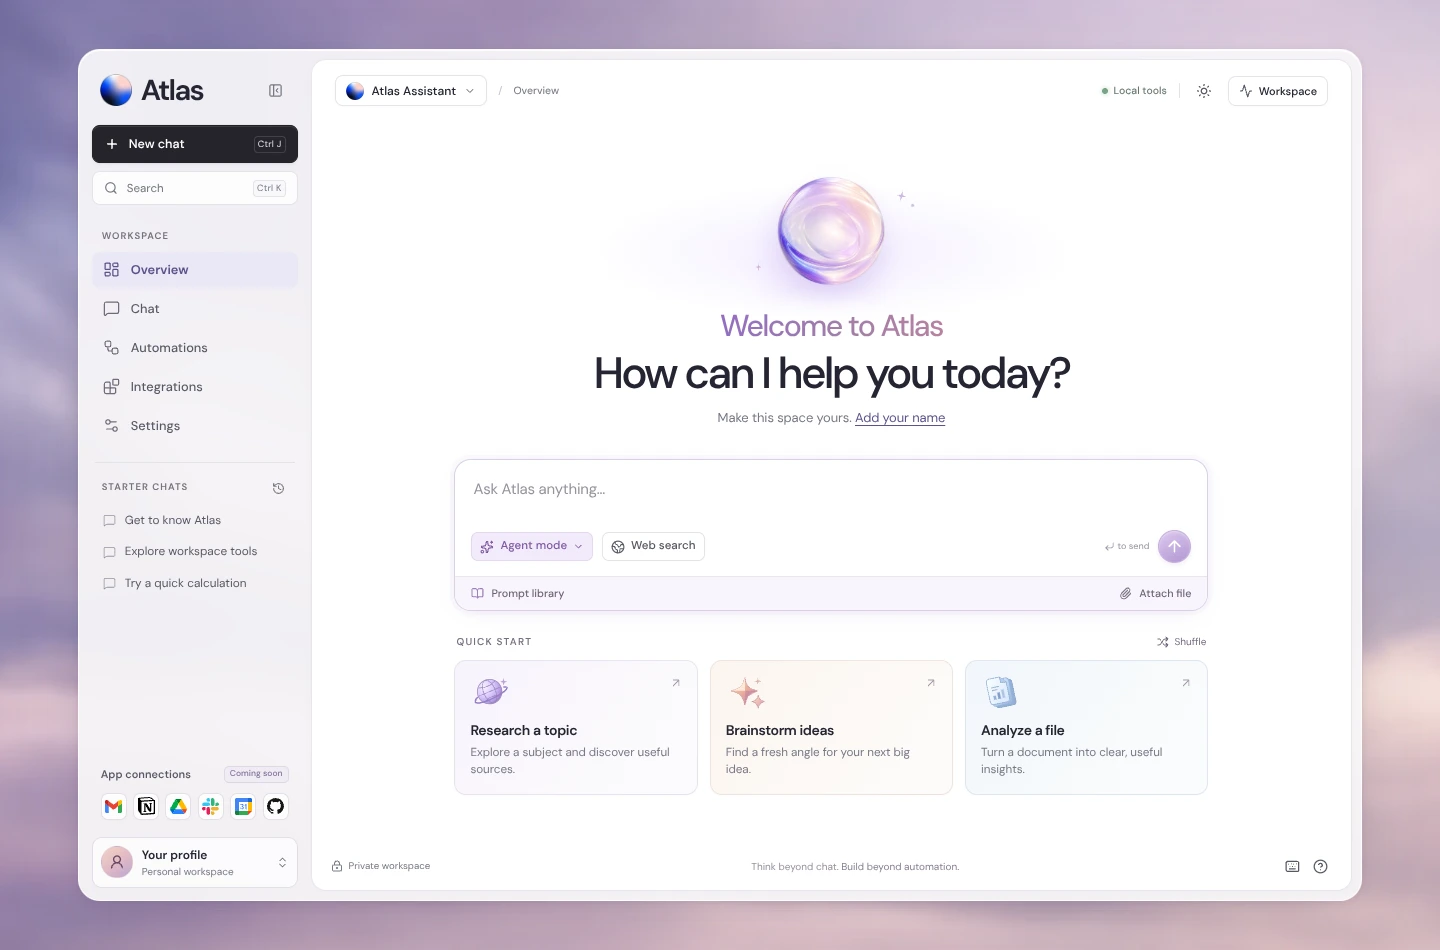 Atlas
New chat
Ctrl J
Search
Ctrl K
WORKSPACE
Overview
Chat
Automations
Integrations
Settings
STARTER CHATS
Get to know Atlas
Explore workspace tools
Try a quick calculation
App connections
Coming soon
N
31
Your profile
Personal workspace
Atlas Assistant
/ Overview
Local tools
Workspace
Welcome to Atlas
How can I help you today?
Make this space yours. Add your name
Ask Atlas anything...
Agent mode
Web search
to send
Prompt library
Attach file
QUICK START
Shuffle
Research a topic
Explore a subject and discover useful
sources.
Brainstorm ideas
Find a fresh angle for your next big
idea.
Analyze a file
Turn a document into clear, useful
insights.
Private workspace
Think beyond chat. Build beyond automation.